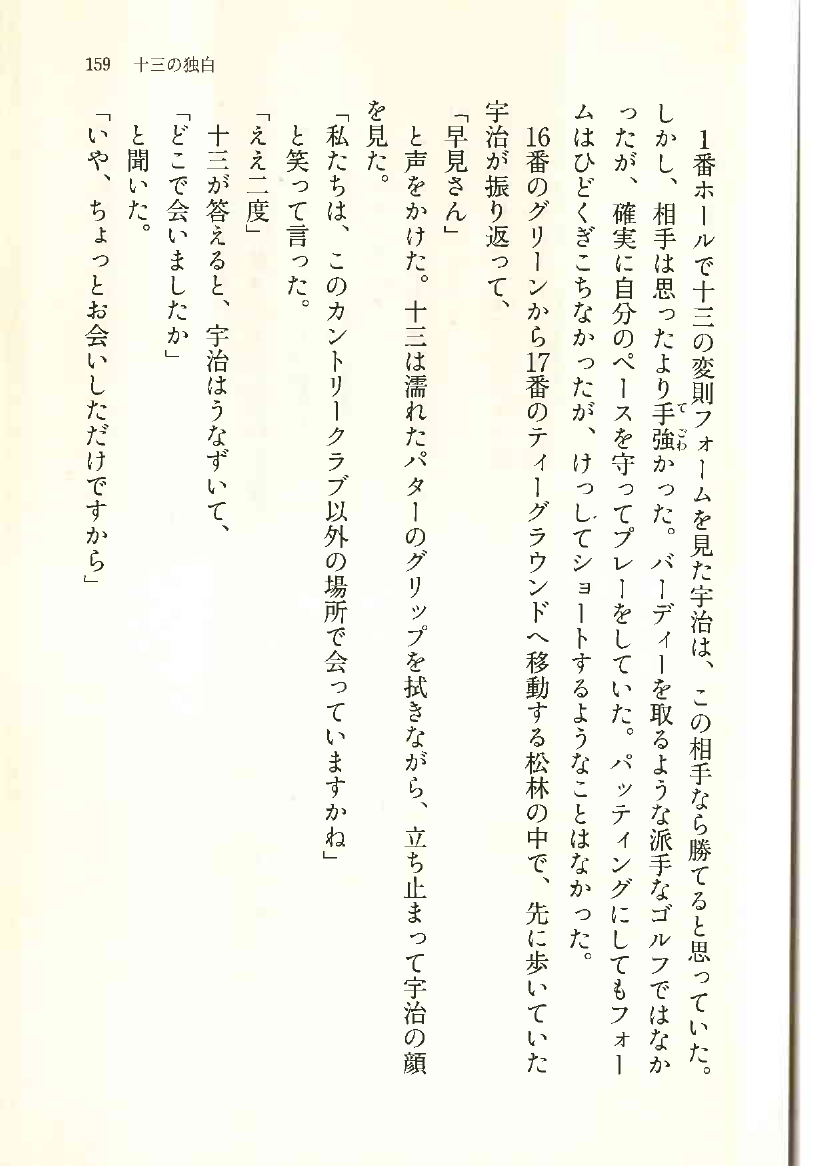 159 十三の独白
1番ホールで十三の変則フォームを見た宇治は、この相手なら勝てると思っていた。
しかし、相手は思ったより手強かった。バーディーを取るような派手なゴルフではなか
ったが、確実に自分のペースを守ってプレーをしていた。パッティングにしてもフォー
ムはひどくぎこちなかったが、けっしてショートするようなことはなかった。
16番のグリーンから17番のティーグラウンドへ移動する松林の中で、先に歩いていた
宇治が振り返って、
「早見さん」
と声をかけた。十三は濡れたパターのグリップを拭きながら、立ち止まって宇治の顔
を見た。
「私たちは、このカントリークラブ以外の場所で会っていますかね」
と笑って言った。
「ええ二度」
十三が答えると、宇治はうなずいて、
「どこで会いましたか」
と聞いた。
「いや、ちょっとお会いしただけですから」